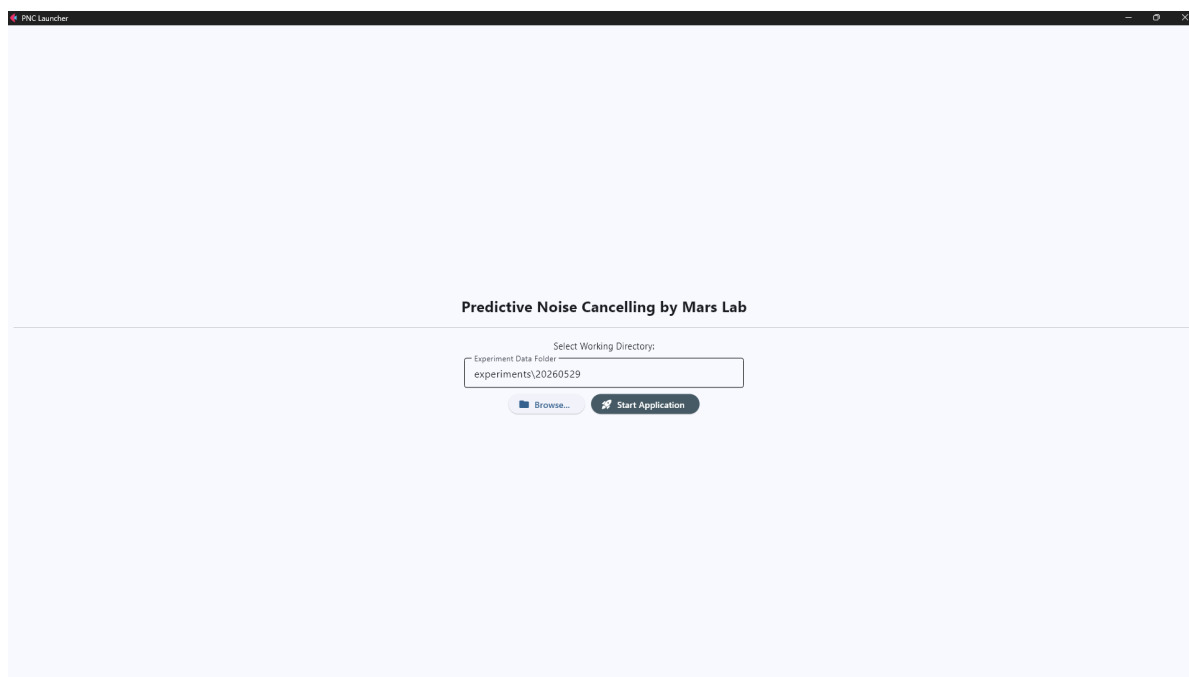 PNC Launcher
Predictive Noise Cancelling by Mars Lab
Select Working Directory:
Experiment Data Folder
experiments\20260529
Browse...
Start Application